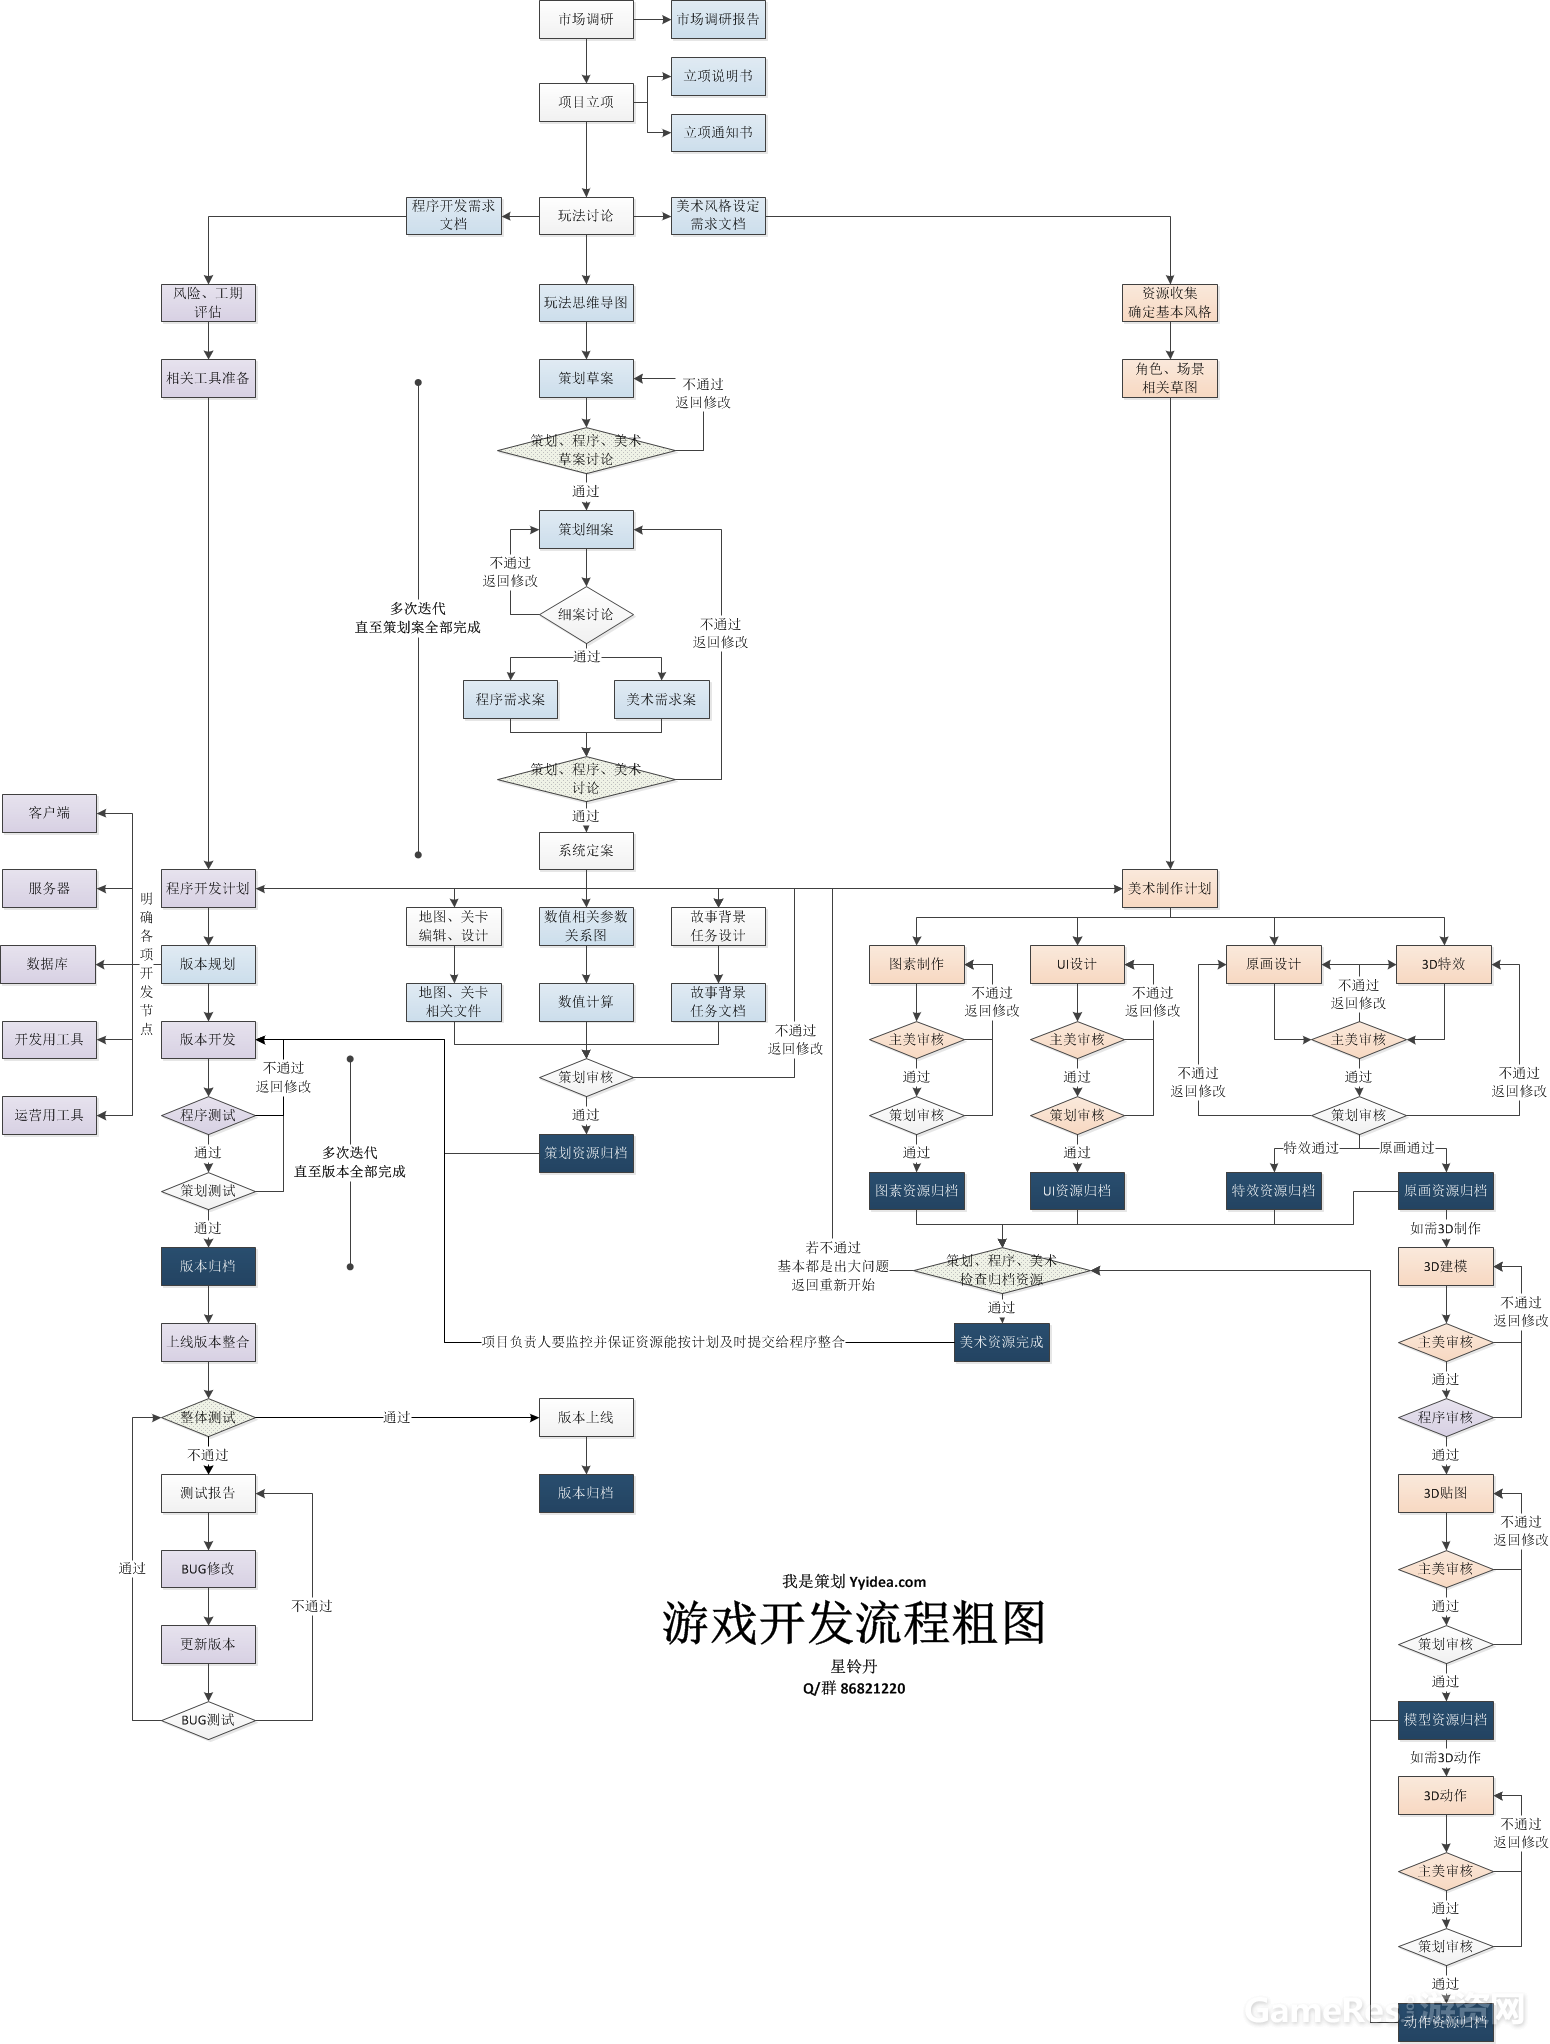 市场调研
市场调研报告
立项说明书
项目立项
立项通知书
程序开发需求
文档
玩法讨论
美术风格设定
需求文档
风险、工期
评估
玩法思维导图
资源收集
确定基本风格
相关工具准备
策划草案
不通过
返回修改
角色、场景
相关草图
策划、程序、美术
草案讨论
通过
策划细案
不通过
返回修改
细案讨论
多次迭代
直至策划案全部完成
不通过
返回修改
通过
程序需求案
美术需求案
策划、程序、美术
讨论
通过
系统定案
客户端
服务器
数据库
开发用工具
运营用工具
明确各项开发节点
程序开发计划
版本规划
版本开发
不通过
返回修改
程序测试
通过
策划测试
通过
版本归档
多次迭代
直至版本全部完成
地图、关卡
编辑、设计
数值相关参数
关系图
故事背景
任务设计
地图、关卡
相关文件
数值计算
故事背景
任务文档
不通过
返回修改
策划审核
通过
策划资源归档
美术制作计划
图素制作
UI设计
原画设计
3D特效
不通过
返回修改
不通过
返回修改
不通过
返回修改
主美审核
主美审核
主美审核
通过
通过
通过
不通过
返回修改
不通过
返回修改
策划审核
策划审核
策划审核
通过
通过
特效通过
原画通过
图素资源归档
UI资源归档
特效资源归档
原画资源归档
如需3D制作
若不通过
基本都是出大问题
返回重新开始
策划、程序、美术
检查归档资源
通过
美术资源完成
项目负责人要监控并保证资源能按计划及时提交给程序整合
3D建模
不通过
返回修改
主美审核
通过
程序审核
通过
3D贴图
不通过
返回修改
主美审核
通过
策划审核
通过
模型资源归档
如需3D动作
3D动作
不通过
返回修改
主美审核
通过
策划审核
通过
动作资源归档
上线版本整合
整体测试
通过
版本上线
版本归档
不通过
测试报告
BUG修改
通过
不通过
更新版本
BUG测试
我是策划 Yyidea.com
游戏开发流程粗图
星铃丹
Q/群 86821220
GameRes游资网